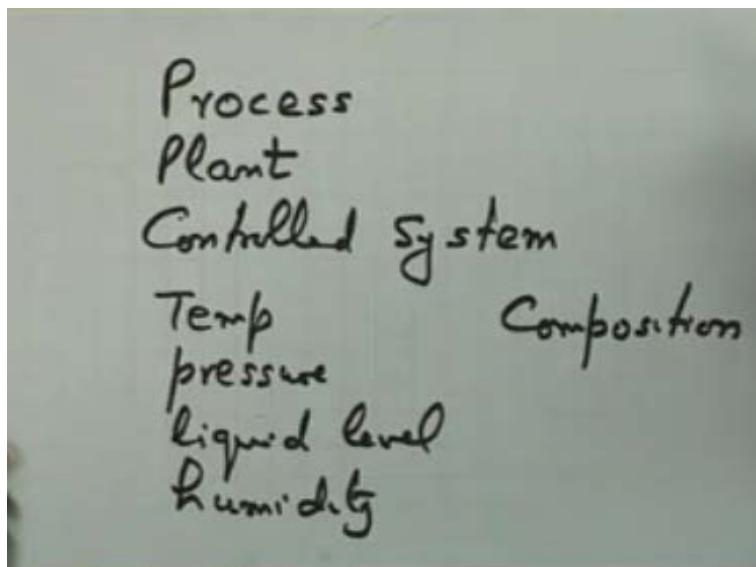 Process
Plant
Controlled System
Temp Composition
pressure
liquid level
humidity